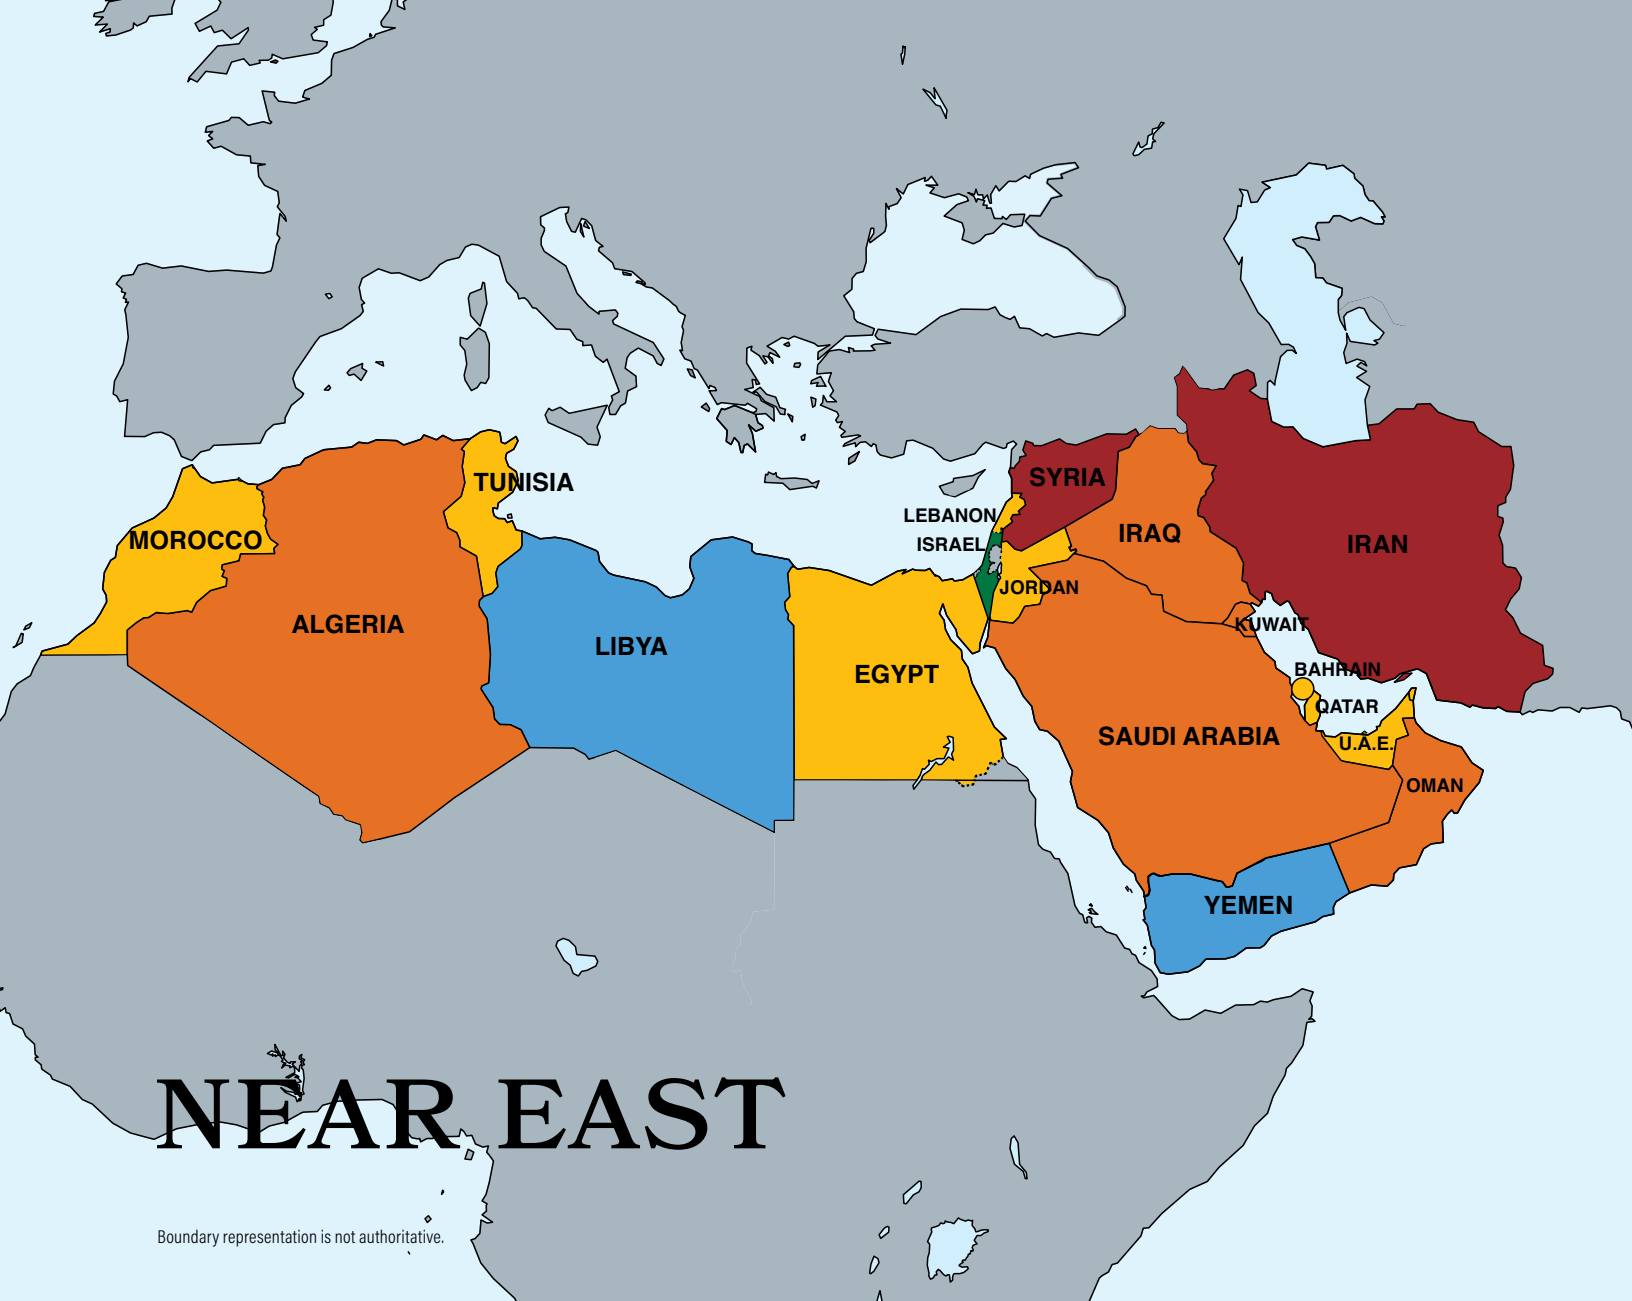 SYRIA
TUNISIA
LEBANON
IRAQ
MOROCCO
ISRAEL
IRAN
JORDAN
ALGERIA
KUWAIT
LIBYA
BAHRAIN
EGYPT
QATAR
SAUDI ARABIA
U.A.E.
OMAN
YEMEN
NEAR EAST
Boundary representation is not authoritative.